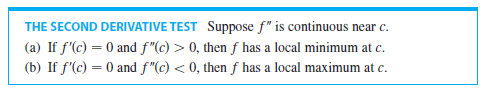 THE SECOND DERIVATIVE TEST Suppose f″ is continuous near c.
(a) If f′(c) = 0 and f″(c) > 0, then f has a local minimum at c.
(b) If f′(c) = 0 and f″(c) < 0, then f has a local maximum at c.